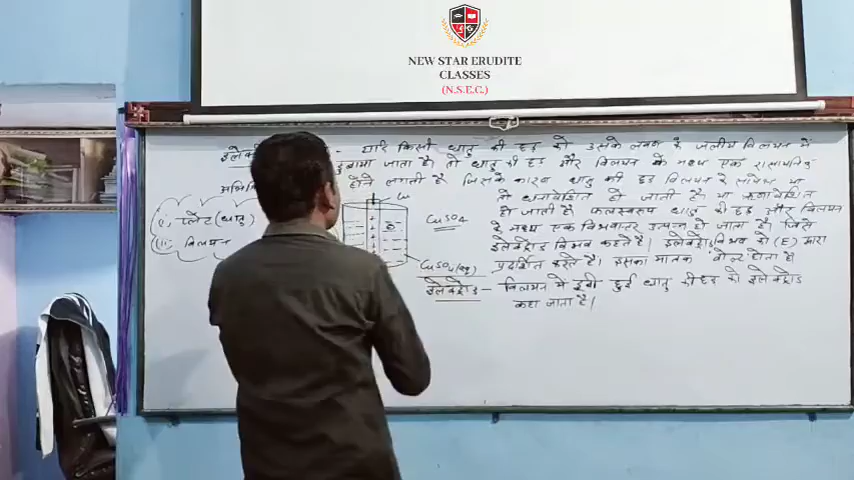 NEW STAR ERUDITE
CLASSES
(N.S.E.C.)
यदि किसी धातु की छड़ को उसके लवण के जलीय विलयन में
डुबाया जाता है। तो धातु की छड़ और विलयन के मध्य एक
होने लगती है जिसके कारण धातु की छड़ विलयन के सापेक्ष या
तो धनावेशित हो जाती है। या ऋणावेशित
हो जाती है फलस्वरूप धातु की छड़ और विलयन
के मध्य एक विभवान्तर उत्पन्न हो जाता है। जिसे
इलेक्ट्रोड विभव कहते है। इलेक्ट्रोड विभव को (E) द्वारा
प्रदर्शित करते है। इसका मात्रक वोल्ट होता है
इलेक्ट्रोड – विलयन में डूबी हुई धातु की छड़ को इलेक्ट्रोड
कहा जाता है।
(i) प्लेट (धातु)
(ii) विलयन
Cu
CuSO4
CuSO4(aq)